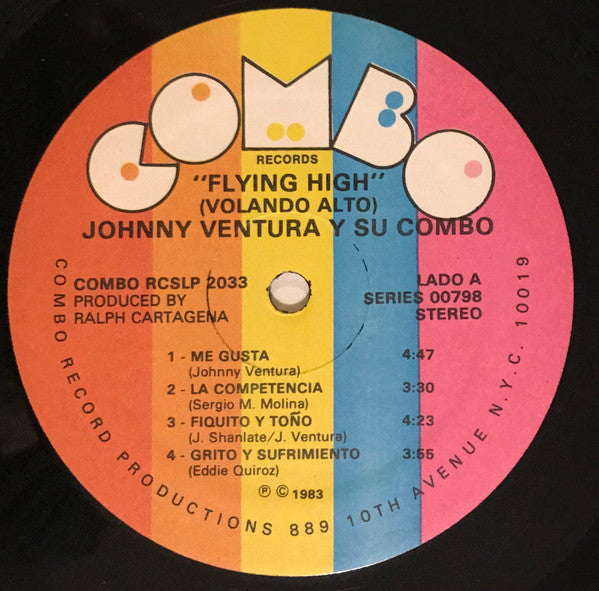 COMBO
RECORDS
"FLYING HIGH"
(VOLANDO ALTO)
JOHNNY VENTURA Y SU COMBO
COMBO RCSLP 2033
PRODUCED BY
RALPH CARTAGENA
LADO A
SERIES 00798
STEREO
1 - ME GUSTA 4:47
(Johnny Ventura)
2 - LA COMPETENCIA 3:30
(Sergio M. Molina)
3 - FIQUITO Y TOÑO 4:23
(J. Shanlate/J. Ventura)
4 - GRITO Y SUFRIMIENTO 3:55
(Eddie Quiroz)
℗ © 1983
COMBO RECORD PRODUCTIONS 889 10TH AVENUE N.Y.C. 10019